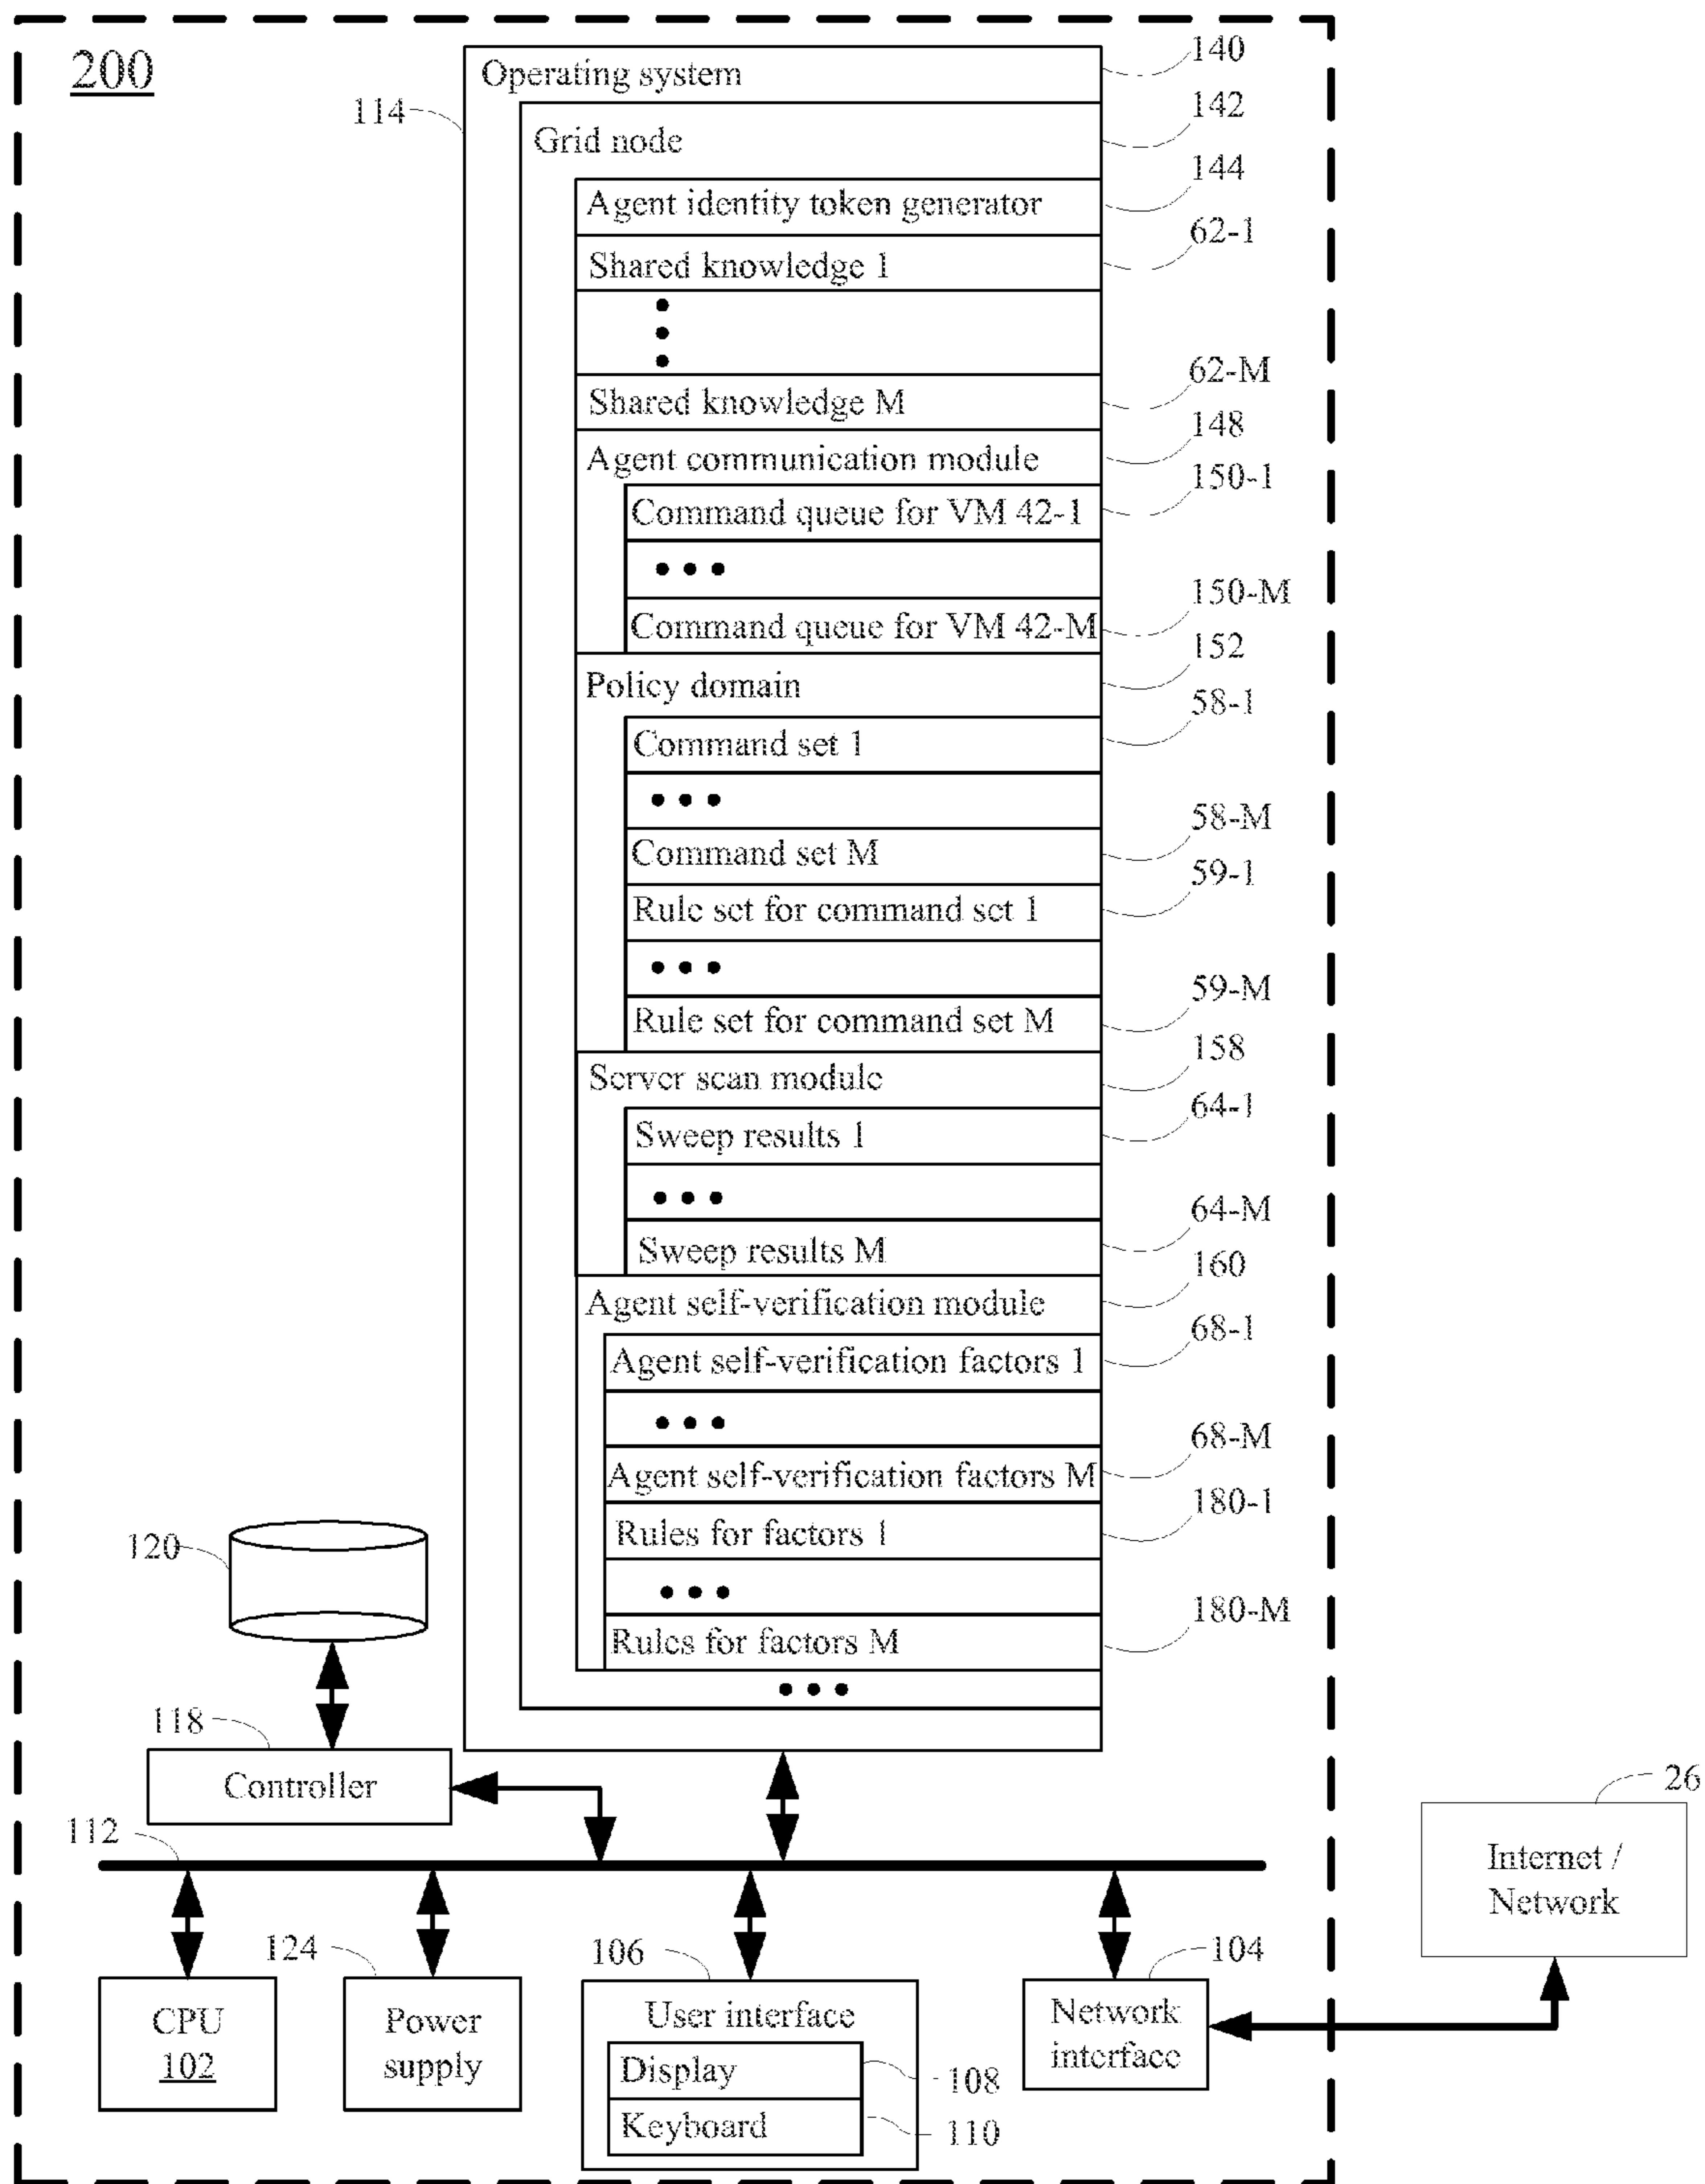 200
140
Operating system
114
142
Grid node
144
Agent identity token generator
62-1
Shared knowledge 1
62-M
Shared knowledge M
148
Agent communication module
150-1
Command queue for VM 42-1
150-M
Command queue for VM 42-M
152
Policy domain
58-1
Command set 1
58-M
Command set M
59-1
Rule set for command set 1
59-M
Rule set for command set M
158
Server scan module
64-1
Sweep results 1
64-M
Sweep results M
160
Agent self-verification module
68-1
Agent self-verification factors 1
68-M
Agent self-verification factors M
180-1
Rules for factors 1
180-M
Rules for factors M
120
118
Controller
112
26
Internet /
Network
CPU
102
124
Power
supply
106
User interface
Display
108
Keyboard
110
104
Network
interface